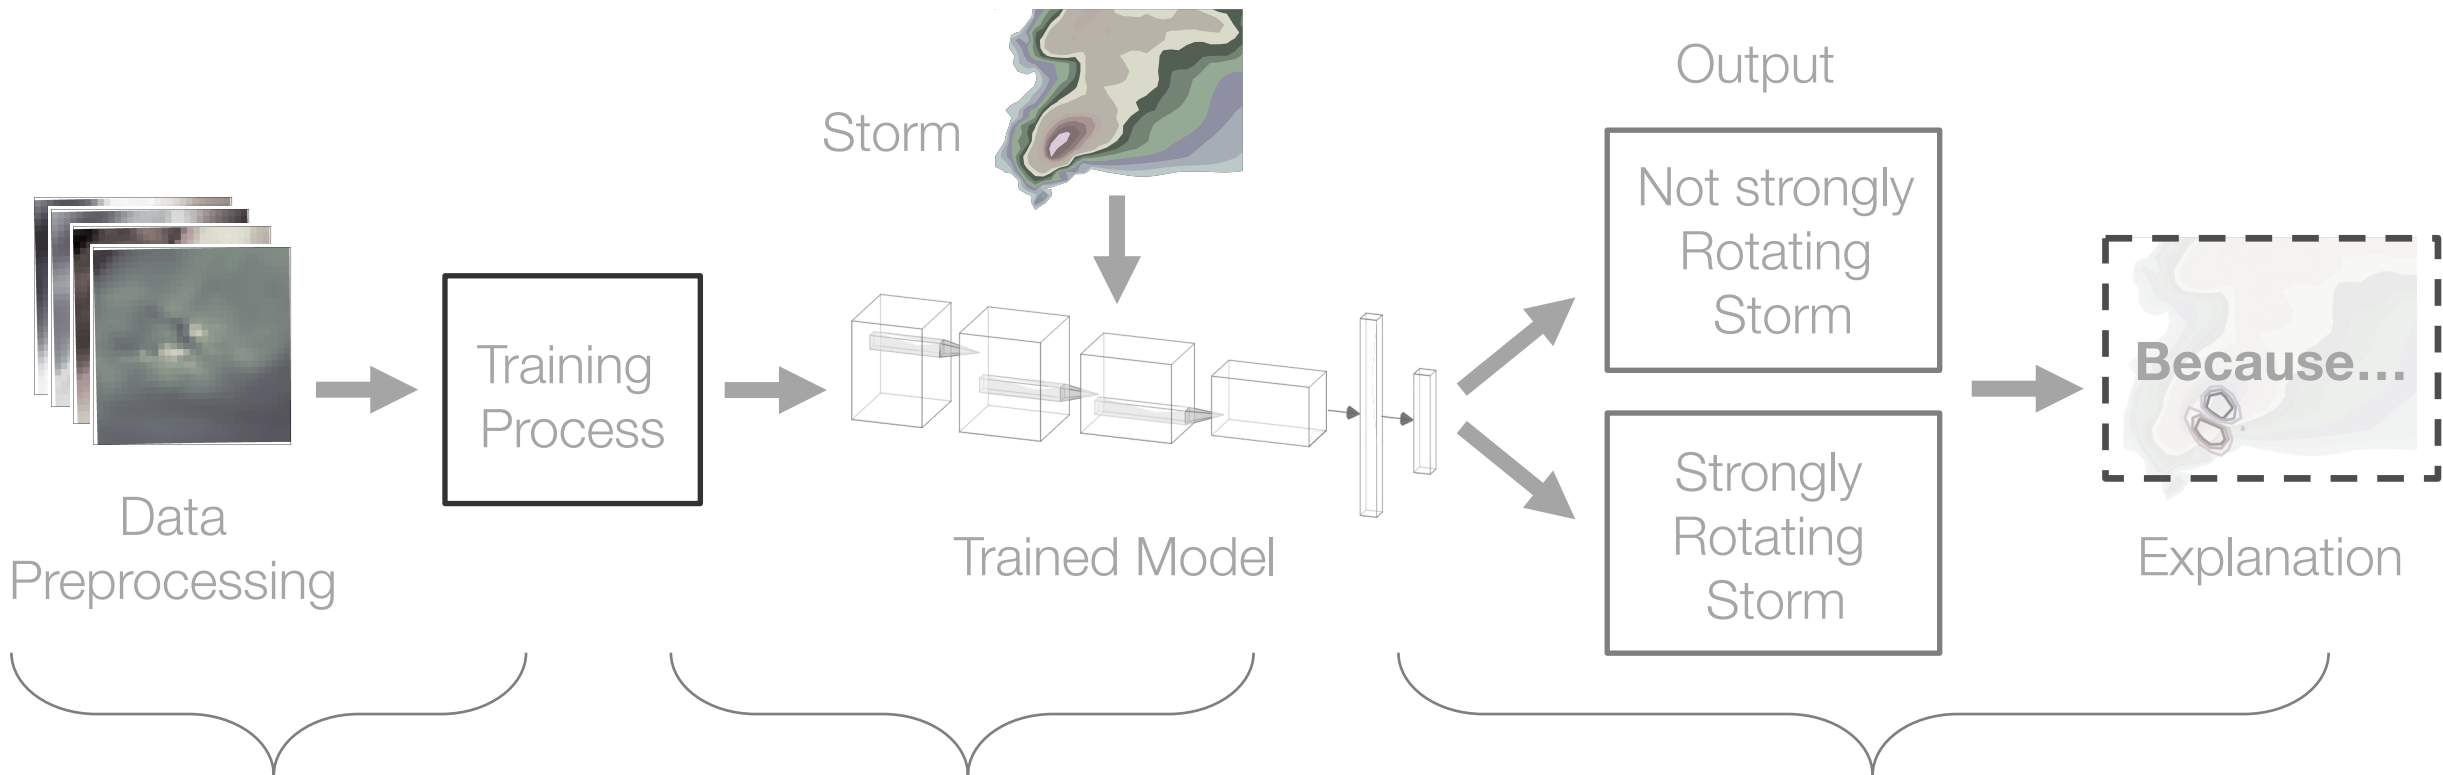 Data
Preprocessing
Training
Process
Storm
Trained Model
Output
Not strongly
Rotating
Storm
Strongly
Rotating
Storm
Because...
Explanation